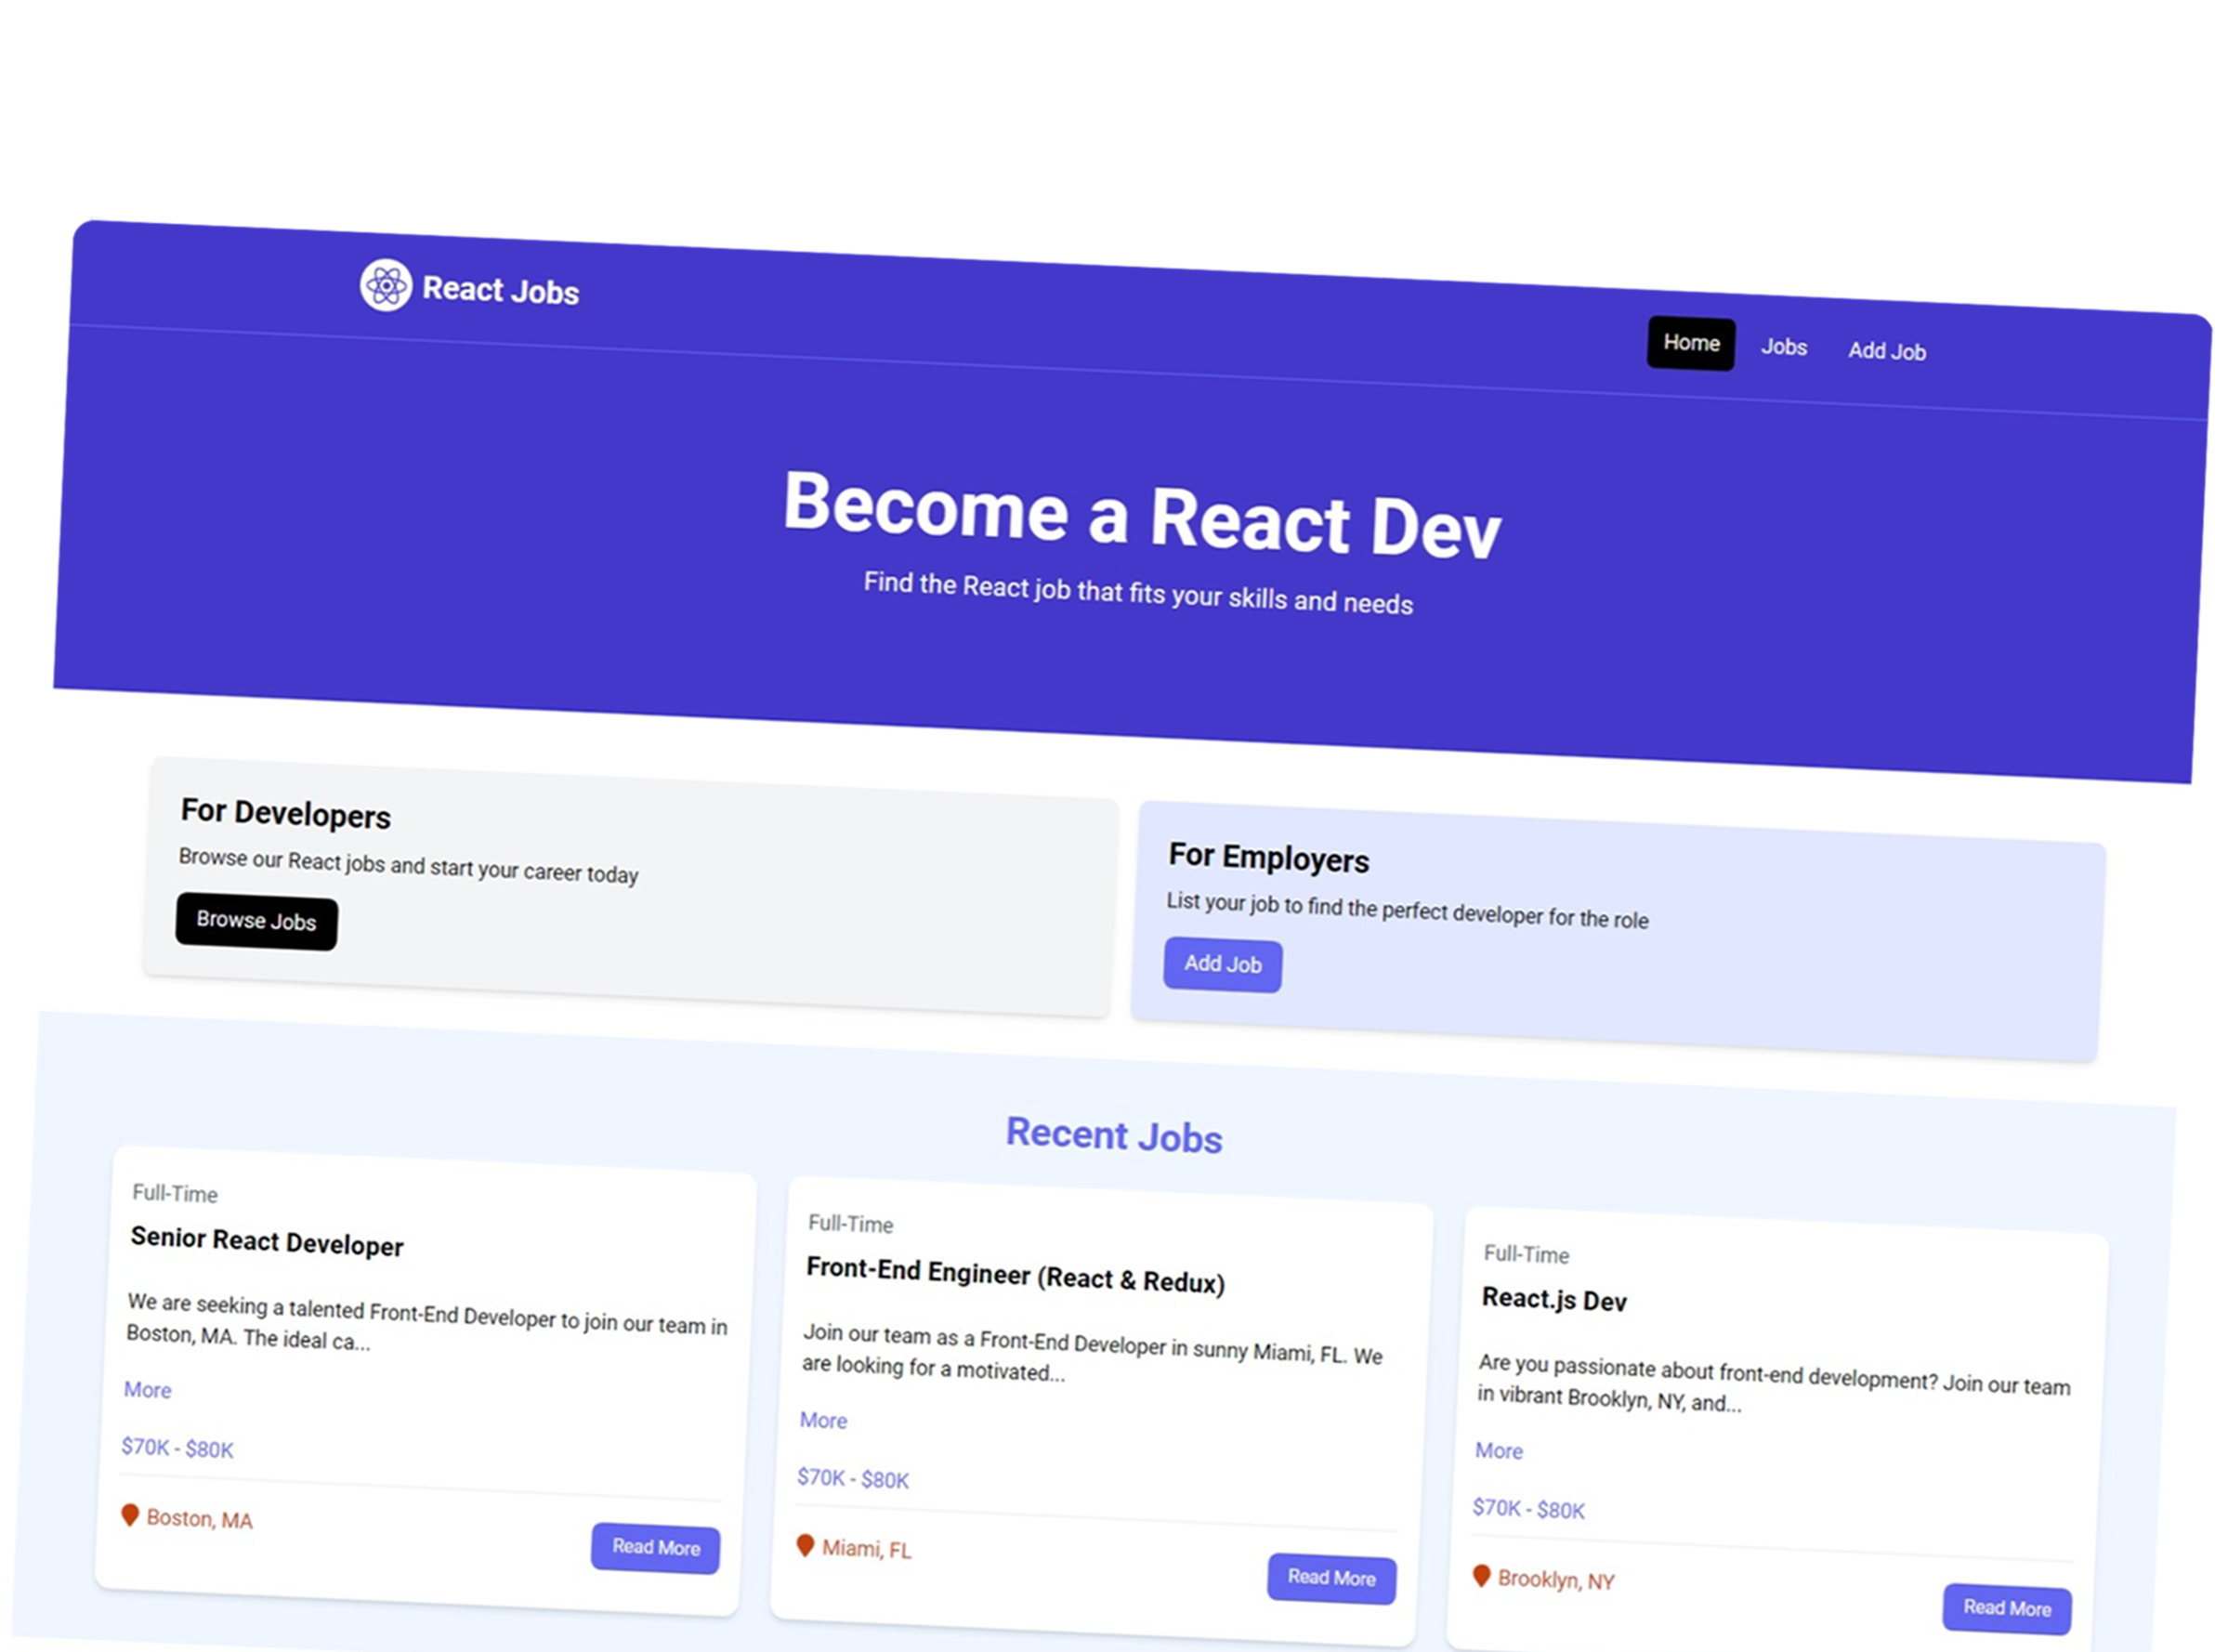 React Jobs
Home
Jobs
Add Job
Become a React Dev
Find the React job that fits your skills and needs
For Developers
Browse our React jobs and start your career today
Browse Jobs
For Employers
List your job to find the perfect developer for the role
Add Job
Recent Jobs
Full-Time
Senior React Developer
We are seeking a talented Front-End Developer to join our team in
Boston, MA. The ideal ca...
More
$70K - $80K
Boston, MA
Read More
Full-Time
Front-End Engineer (React & Redux)
Join our team as a Front-End Developer in sunny Miami, FL. We
are looking for a motivated...
More
$70K - $80K
Miami, FL
Read More
Full-Time
React.js Dev
Are you passionate about front-end development? Join our team
in vibrant Brooklyn, NY, and...
More
$70K - $80K
Brooklyn, NY
Read More